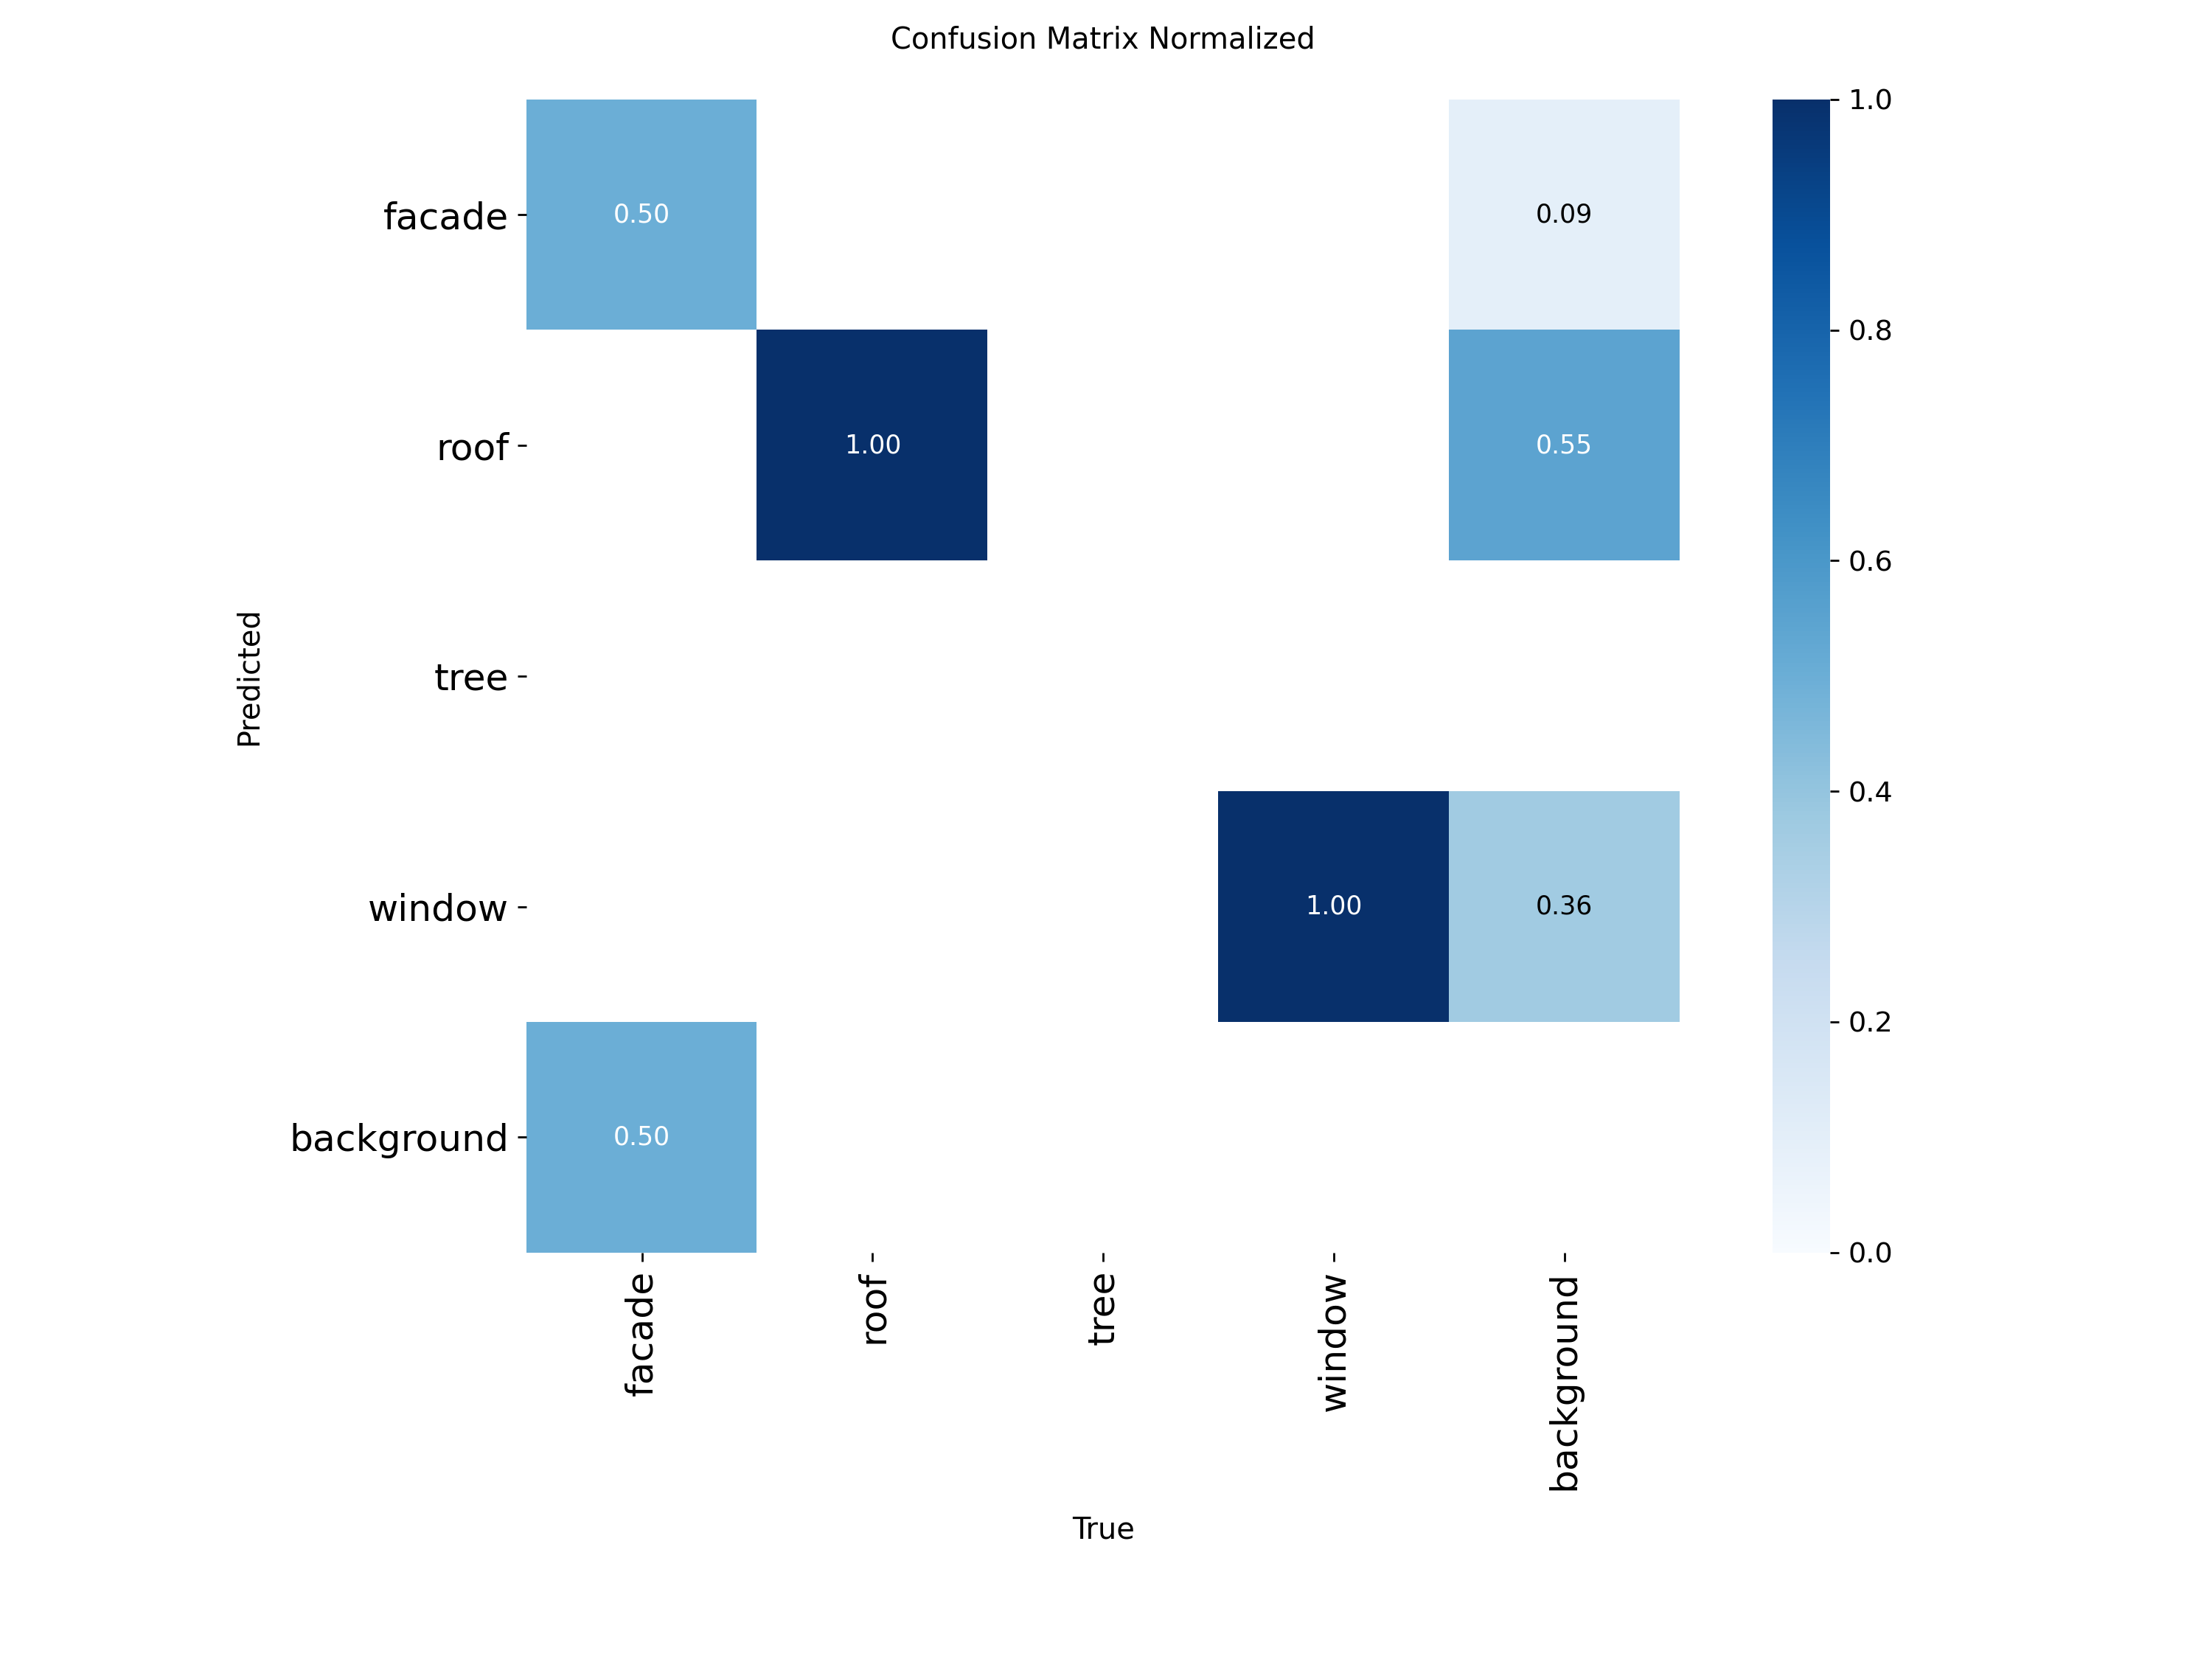 Confusion Matrix Normalized
Predicted
facade
roof
tree
window
background
0.50
0.09
1.00
0.55
1.00
0.36
0.50
facade
roof
tree
window
background
True
1.0
0.8
0.6
0.4
0.2
0.0